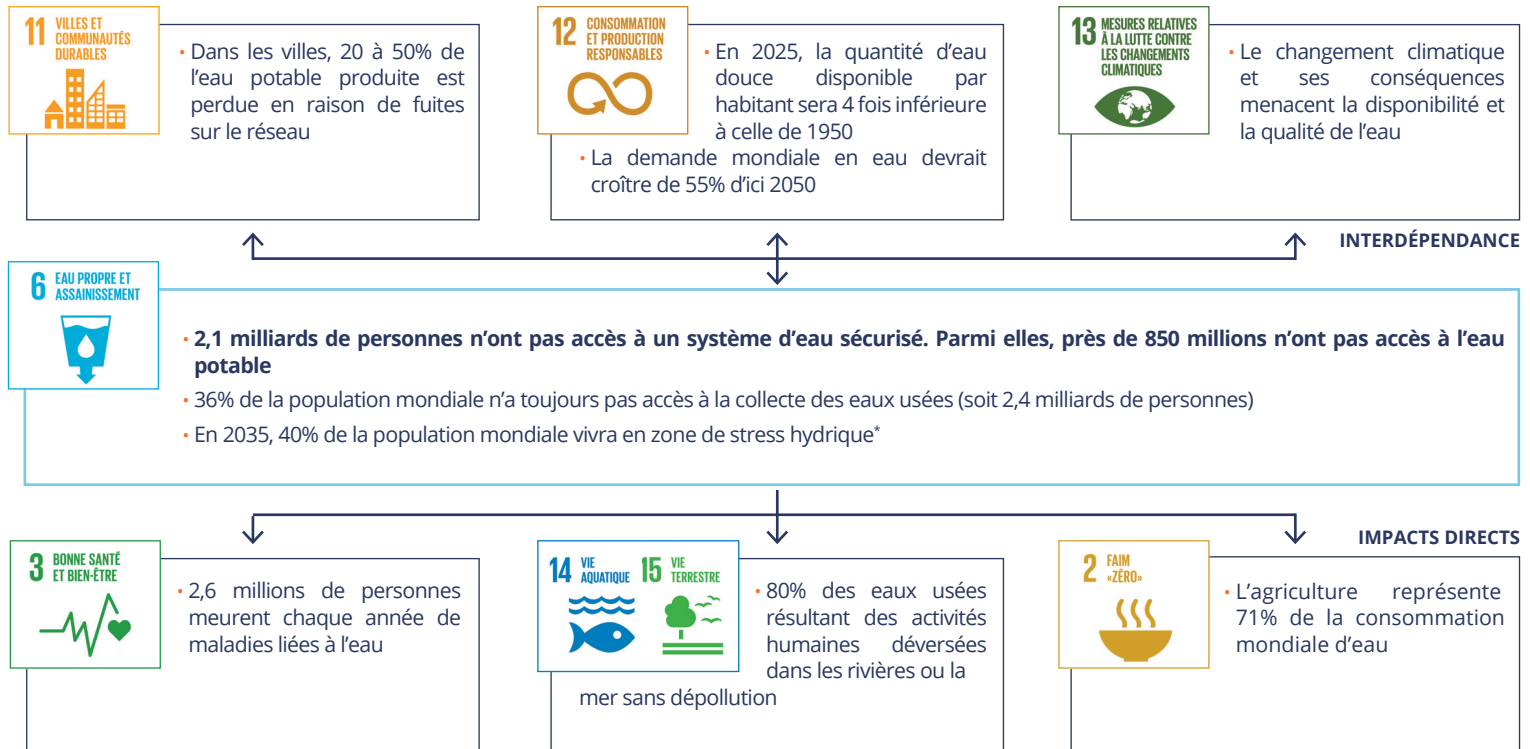 11 VILLES ET
COMMUNAUTÉS
DURABLES
• Dans les villes, 20 à 50% de
l’eau potable produite est
perdue en raison de fuites
sur le réseau
12 CONSOMMATION
ET PRODUCTION
RESPONSABLES
• En 2025, la quantité d’eau
douce disponible par
habitant sera 4 fois inférieure
à celle de 1950
• La demande mondiale en eau devrait
croître de 55% d’ici 2050
13 MESURES RELATIVES
À LA LUTTE CONTRE
LES CHANGEMENTS
CLIMATIQUES
• Le changement climatique
et ses conséquences
menacent la disponibilité et
la qualité de l’eau
INTERDÉPENDANCE
6 EAU PROPRE ET
ASSAINISSEMENT
• 2,1 milliards de personnes n’ont pas accès à un système d’eau sécurisé. Parmi elles, près de 850 millions n’ont pas accès à l’eau
potable
• 36% de la population mondiale n’a toujours pas accès à la collecte des eaux usées (soit 2,4 milliards de personnes)
• En 2035, 40% de la population mondiale vivra en zone de stress hydrique*
IMPACTS DIRECTS
3 BONNE SANTÉ
ET BIEN-ÊTRE
• 2,6 millions de personnes
meurent chaque année de
maladies liées à l’eau
14 VIE
AQUATIQUE
15 VIE
TERRESTRE
• 80% des eaux usées
résultant des activités
humaines déversées
dans les rivières ou la
mer sans dépollution
2 FAIM
«ZÉRO»
• L’agriculture représente
71% de la consommation
mondiale d’eau